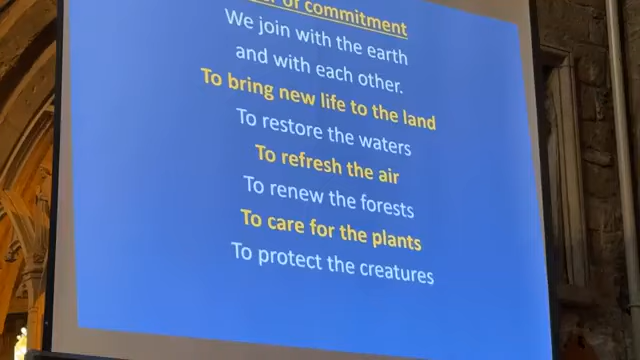 of commitment
We join with the earth
and with each other.
To bring new life to the land
To restore the waters
To refresh the air
To renew the forests
To care for the plants
To protect the creatures